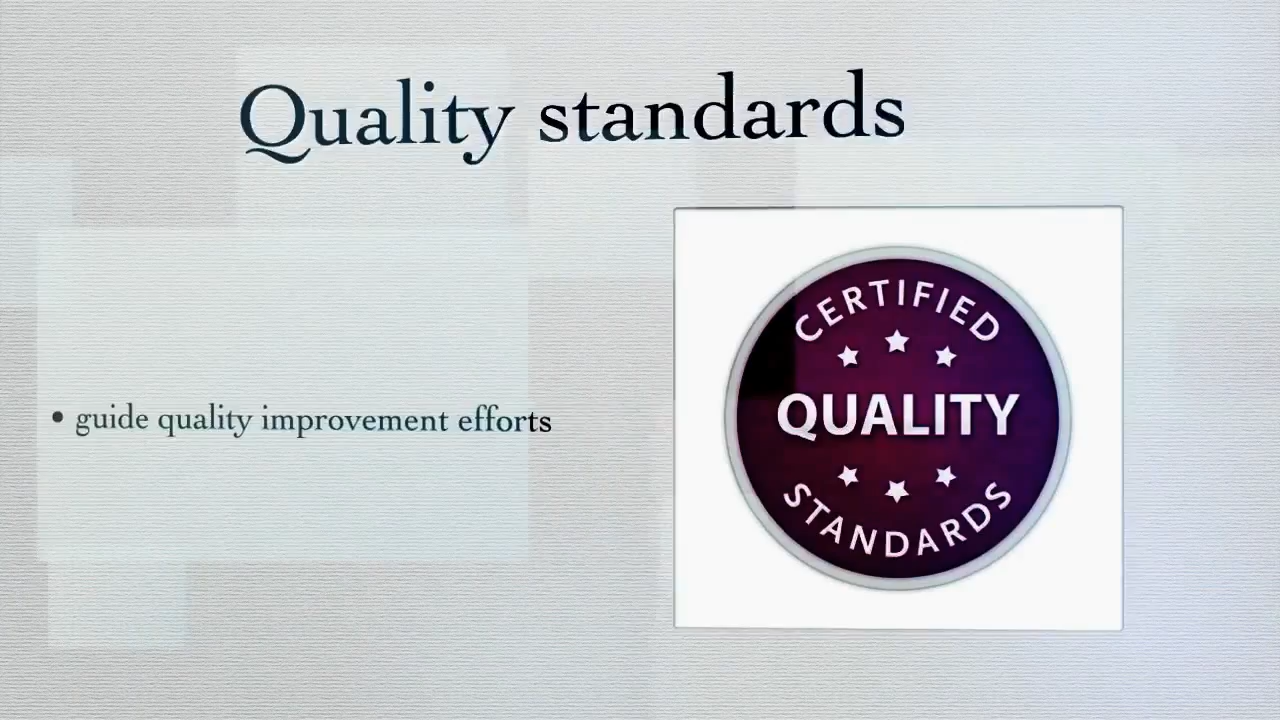 Quality standards
• guide quality improvement efforts
CERTIFIED
QUALITY
STANDARDS